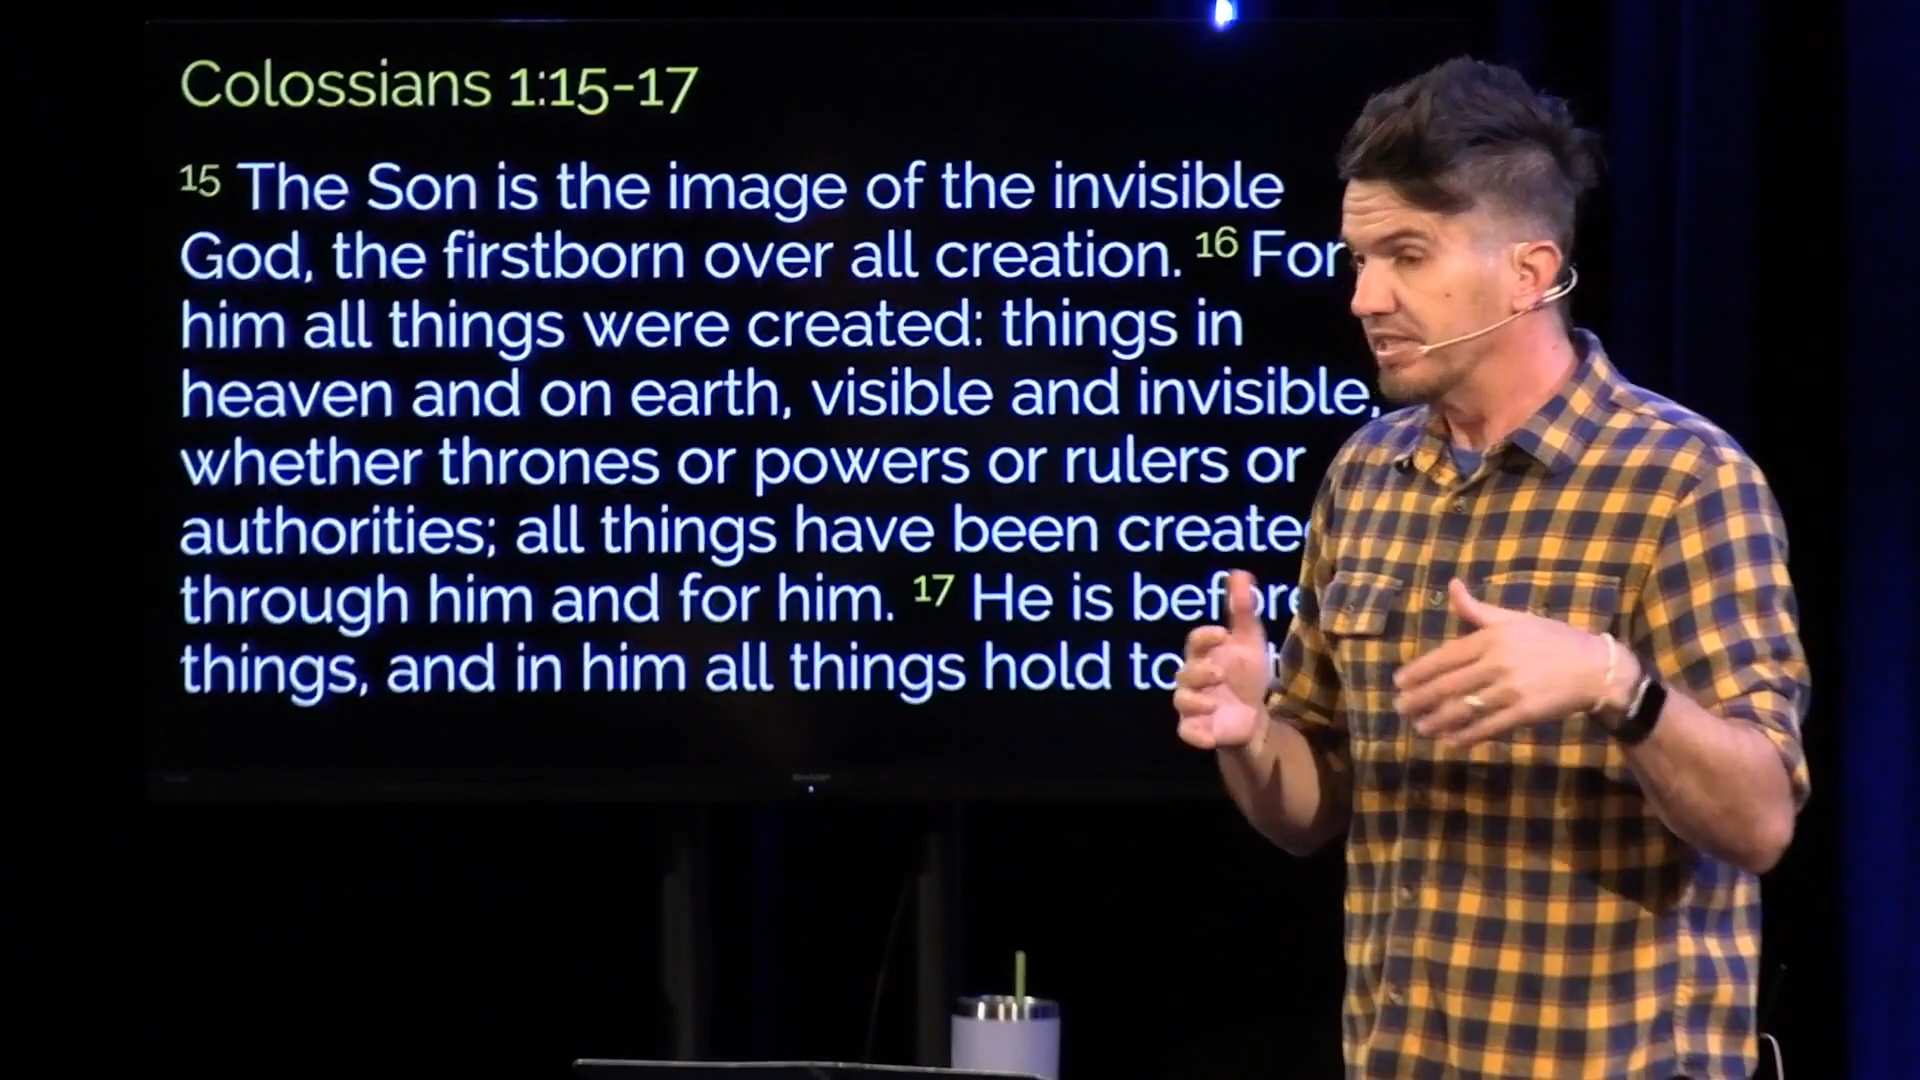 Colossians 1:15-17
15 The Son is the image of the invisible
God, the firstborn over all creation. 16 For
him all things were created: things in
heaven and on earth, visible and invisible,
whether thrones or powers or rulers or
authorities; all things have been
through him and for him. 17 He is before
things, and in him all things hold